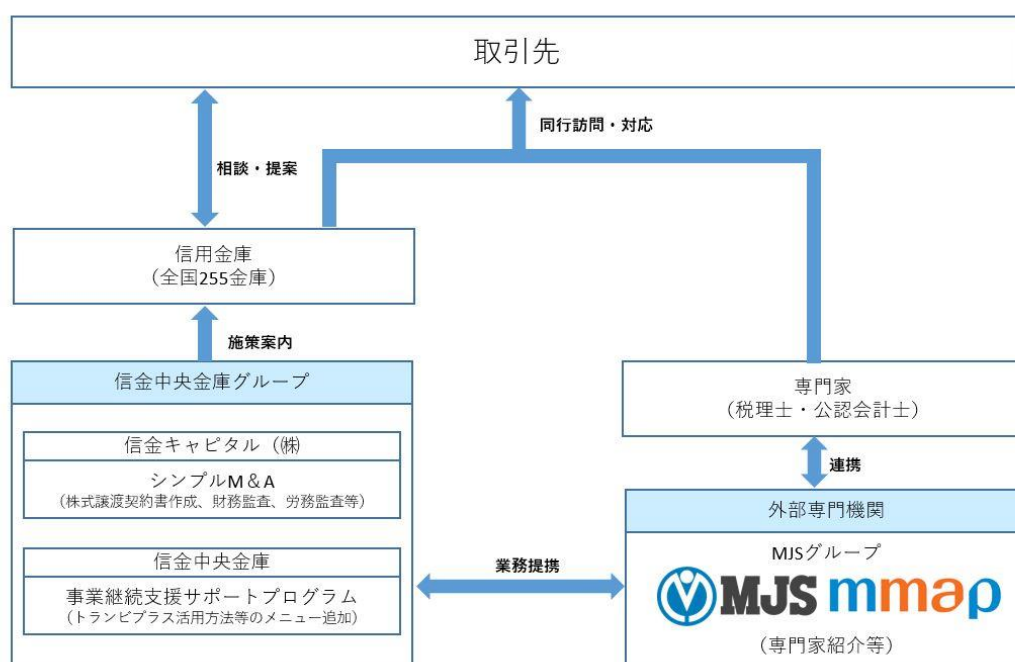 取引先
同行訪問・対応
相談・提案
信用金庫
（全国255金庫）
施策案内
信金中央金庫グループ
信金キャピタル（㈱
シンプルM＆A
（株式譲渡契約書作成、財務監査、労務監査等）
信金中央金庫
事業継続支援サポートプログラム
（トランビプラス活用方法等のメニュー追加）
業務提携
専門家
（税理士・公認会計士）
連携
外部専門機関
MJSグループ
MJS mmap
（専門家紹介等）